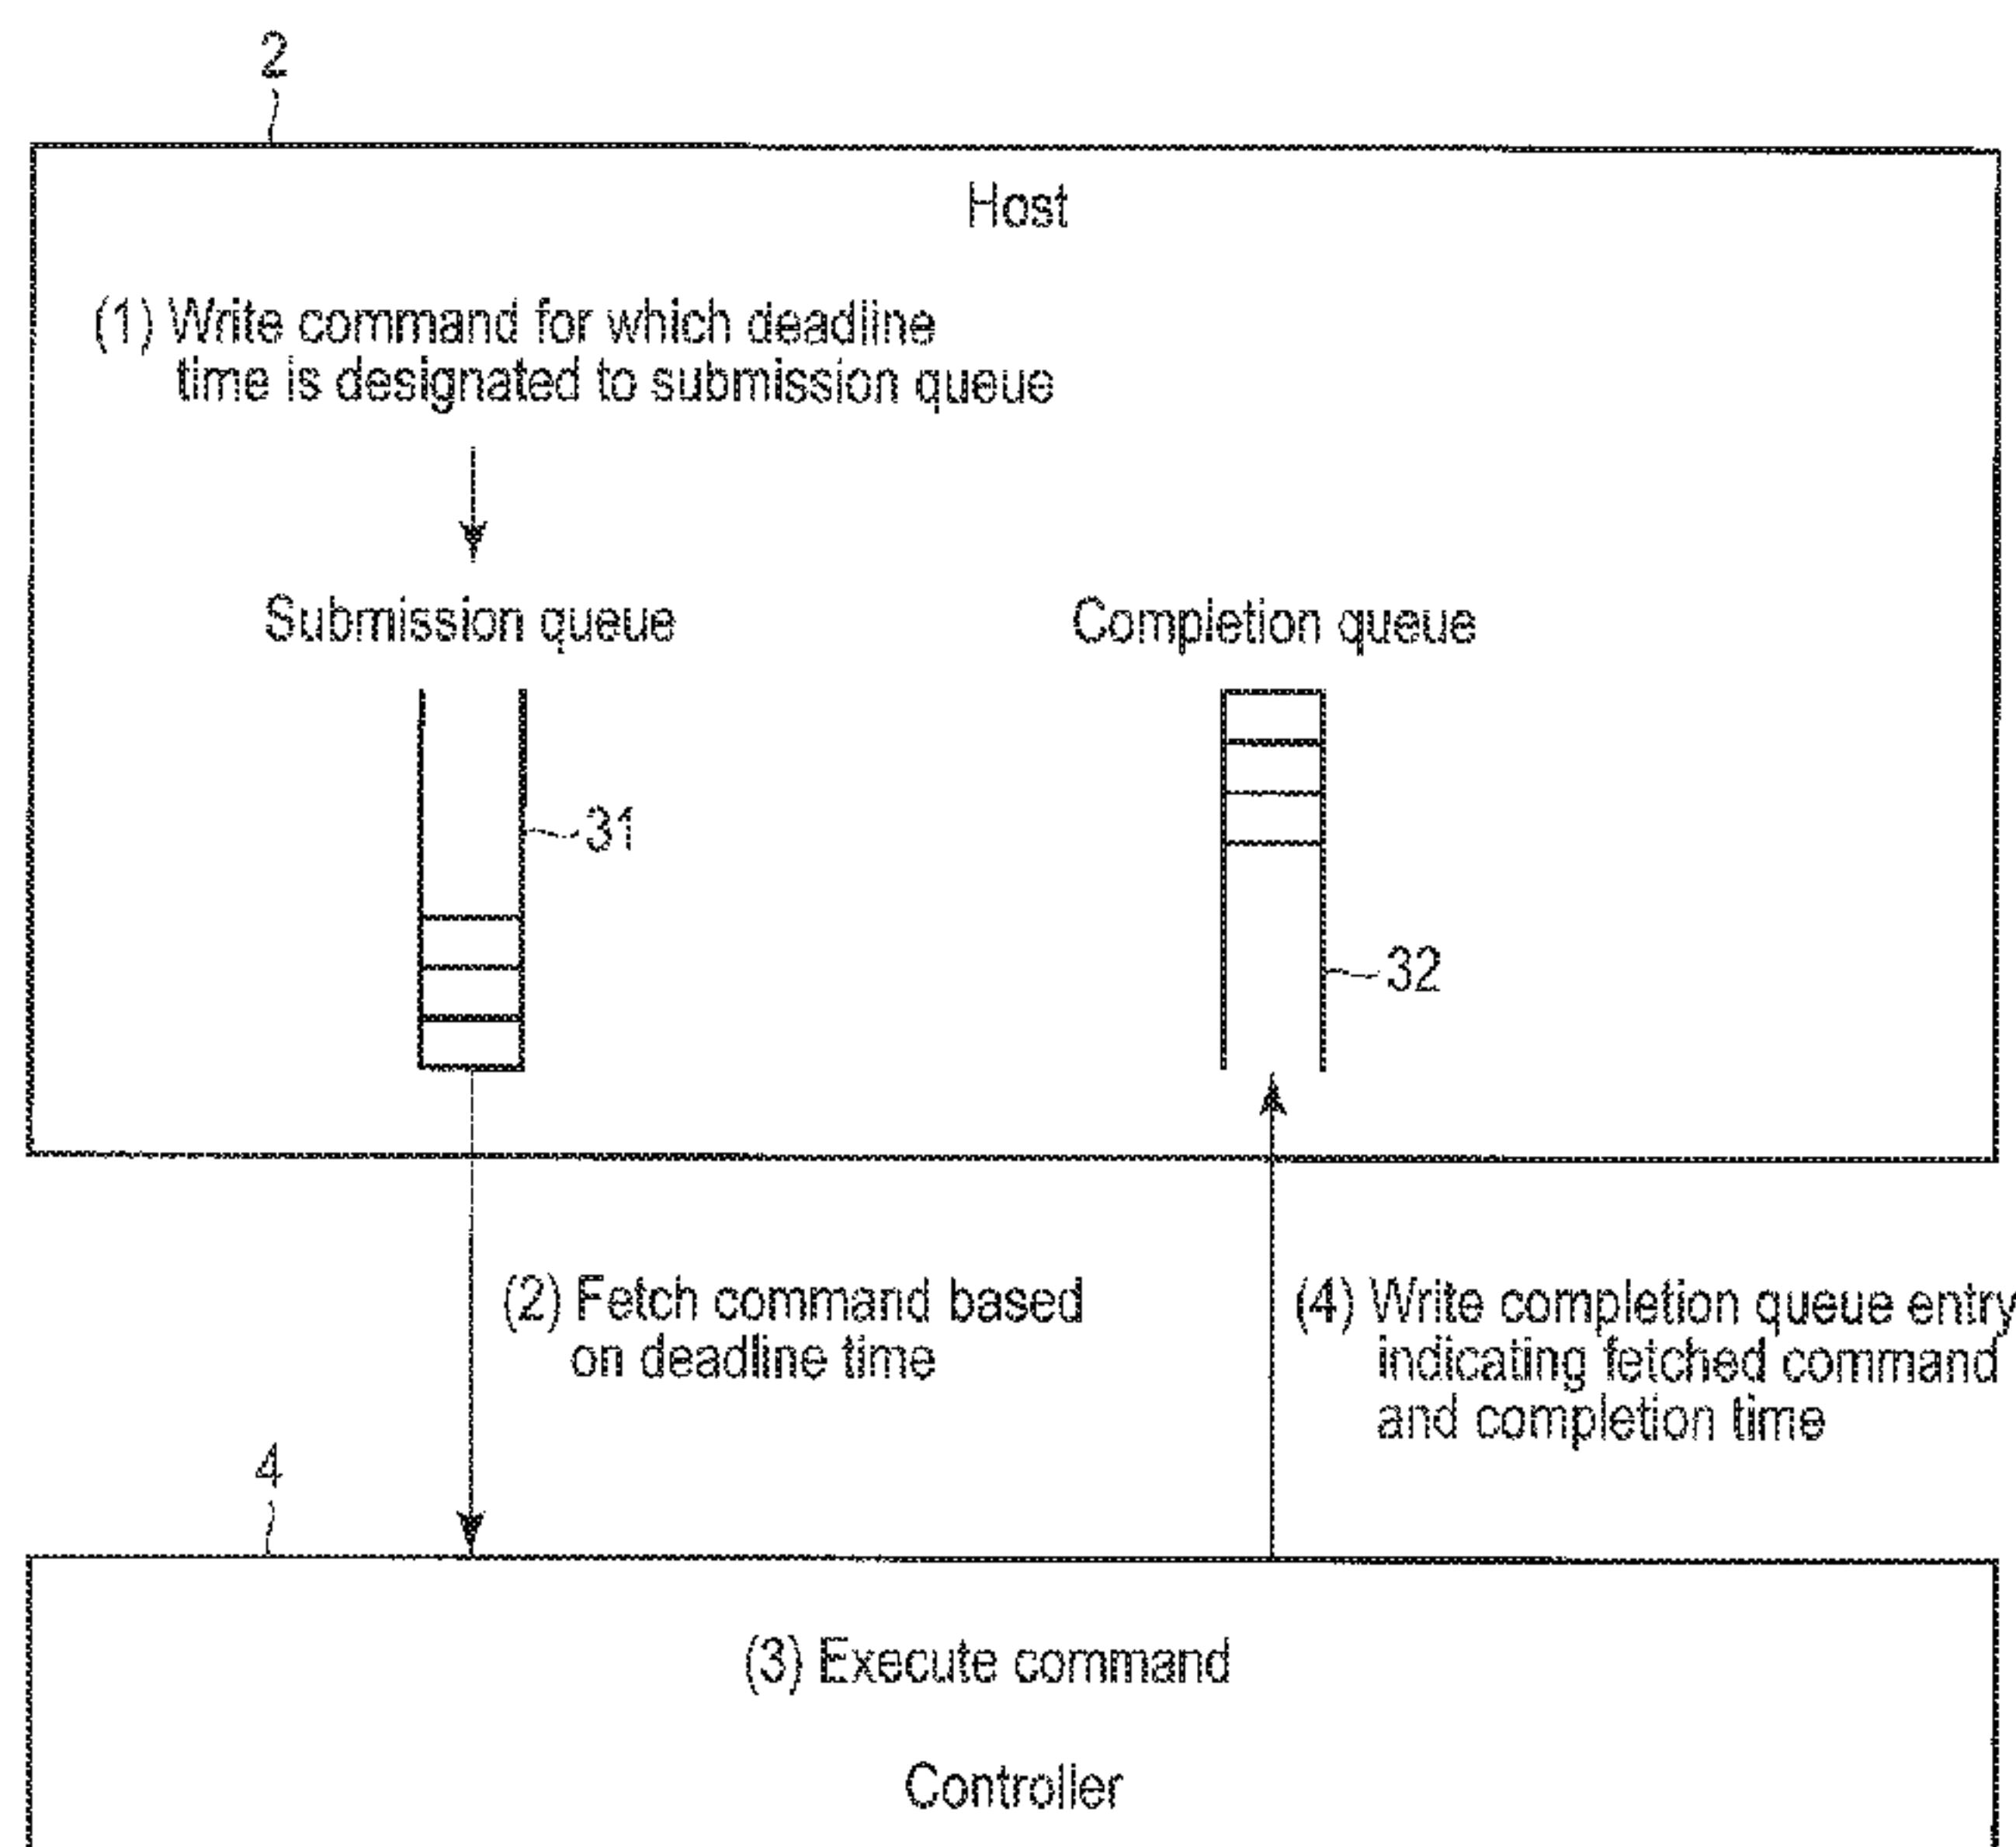 2
Host
(1) Write command for which deadline
time is designated to submission queue
Submission queue
Completion queue
31
32
(2) Fetch command based
on deadline time
(4) Write completion queue entry
indicating fetched command
and completion time
4
(3) Execute command
Controller